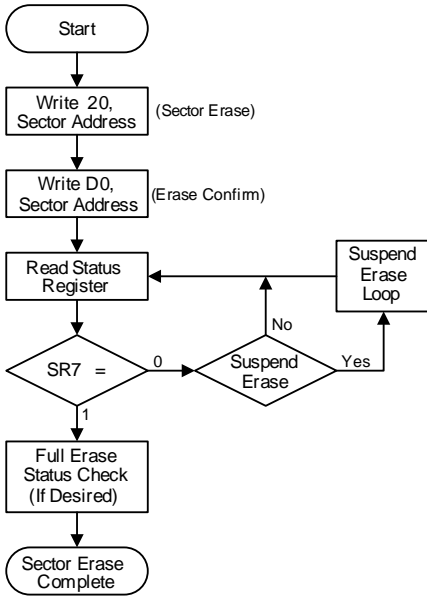 Start
Write 20,
Sector Address
(Sector Erase)
Write D0,
Sector Address
(Erase Confirm)
Read Status
Register
Suspend
Erase
Loop
No
SR7 =
0
Suspend
Erase
Yes
1
Full Erase
Status Check
(If Desired)
Sector Erase
Complete